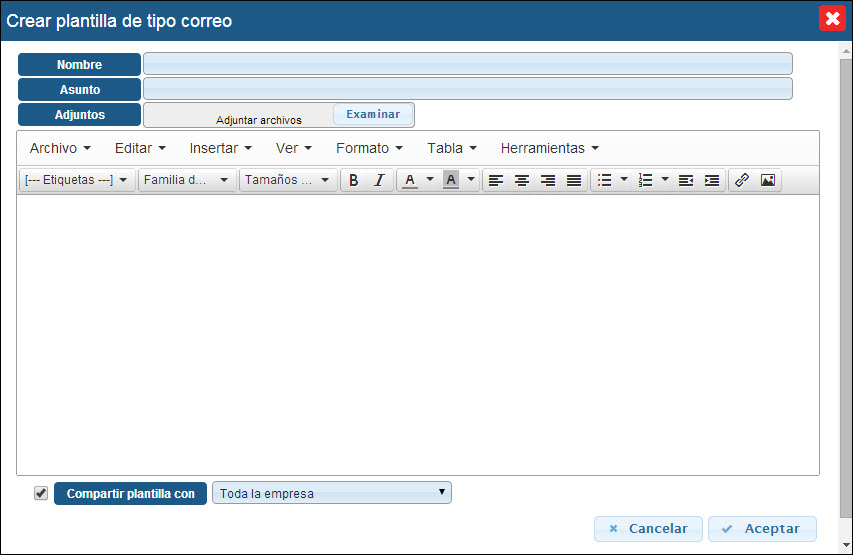 Crear plantilla de tipo correo
Nombre
Asunto
Adjuntos Adjuntar archivos Examinar
Archivo Editar Insertar Ver Formato Tabla Herramientas
[--- Etiquetas ---] Familia d... Tamaños ... B I A A
Compartir plantilla con Toda la empresa
Cancelar Aceptar